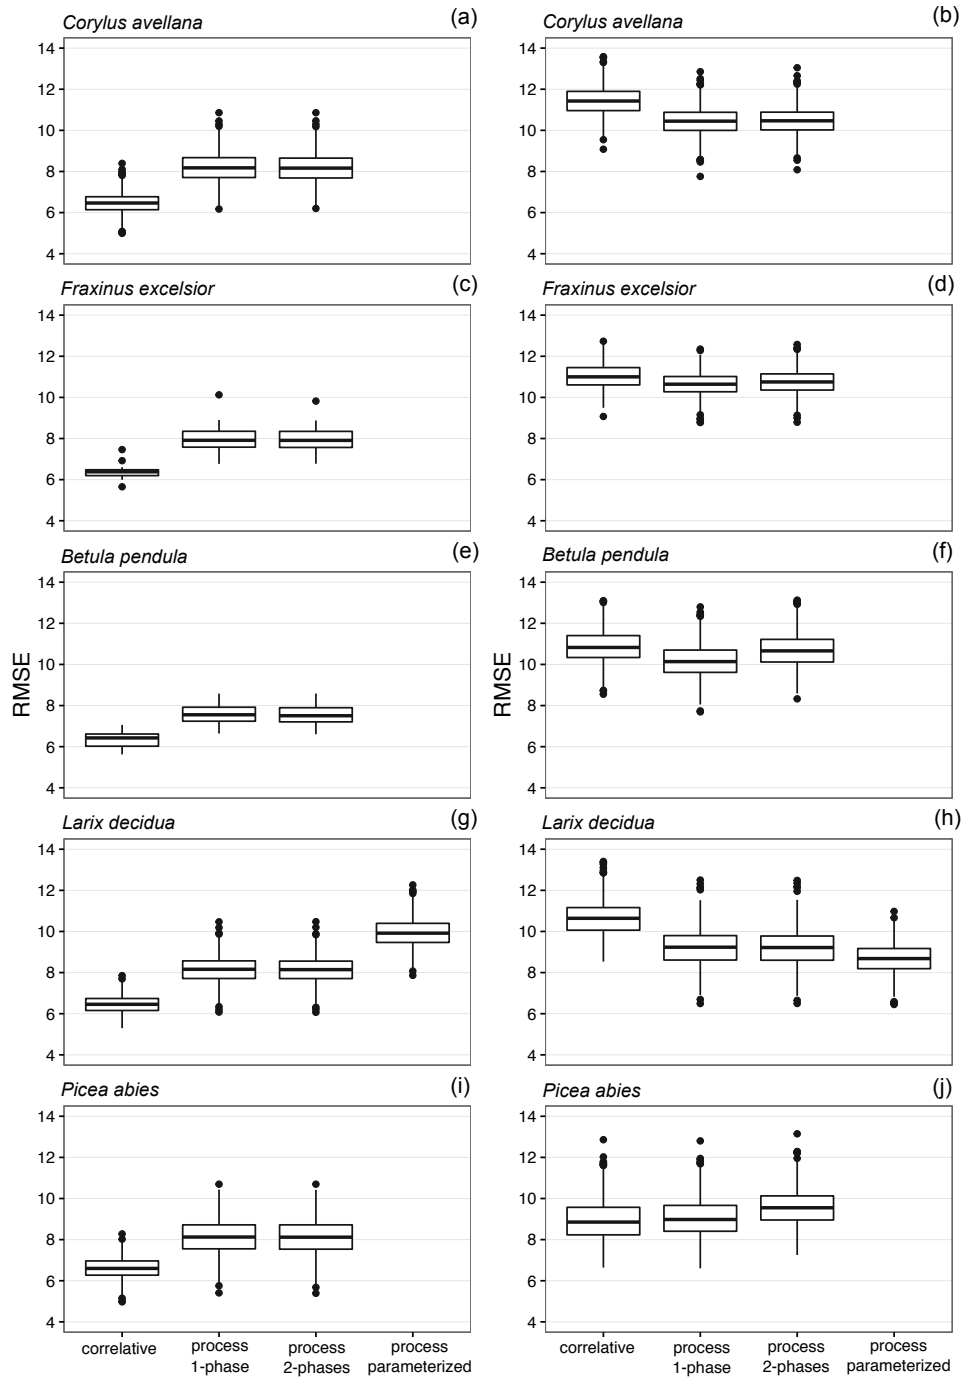 Corylus avellana (a)
14
12
10
8
6
4
Corylus avellana (b)
14
12
10
8
6
4
Fraxinus excelsior (c)
14
12
10
8
6
4
Fraxinus excelsior (d)
14
12
10
8
6
4
Betula pendula (e)
14
12
10
8
6
4
RMSE
Betula pendula (f)
14
12
10
8
6
4
RMSE
Larix decidua (g)
14
12
10
8
6
4
Larix decidua (h)
14
12
10
8
6
4
Picea abies (i)
14
12
10
8
6
4
correlative
process
1-phase
process
2-phases
process
parameterized
Picea abies (j)
14
12
10
8
6
4
correlative
process
1-phase
process
2-phases
process
parameterized